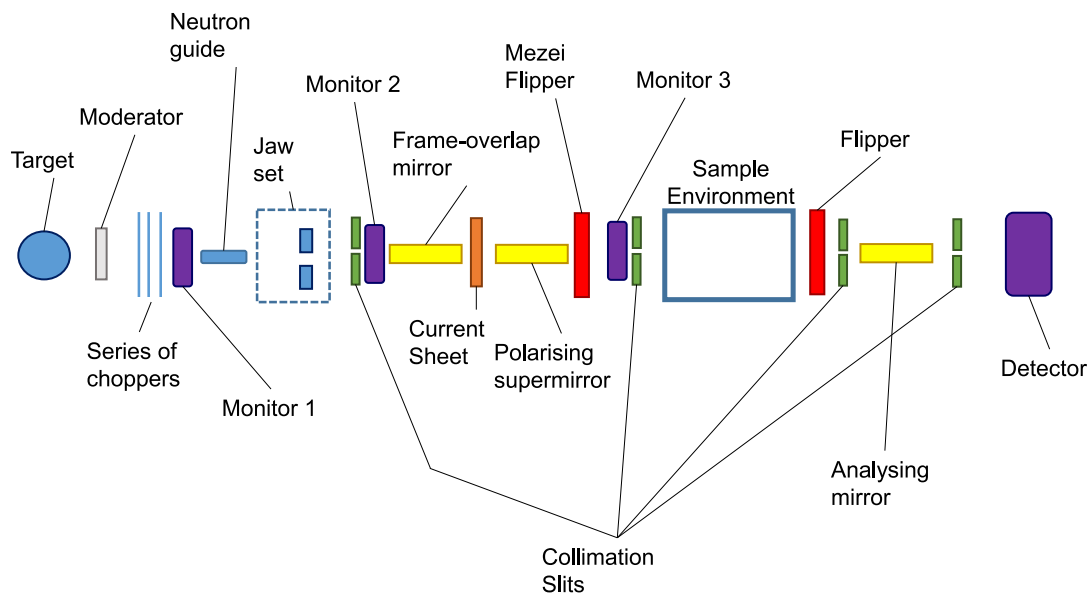 Neutron
guide
Mezei
Flipper
Monitor 2
Monitor 3
Moderator
Jaw
set
Frame-overlap
mirror
Flipper
Target
Sample
Environment
Current
Sheet
Polarising
supermirror
Series of
choppers
Detector
Monitor 1
Analysing
mirror
Collimation
Slits